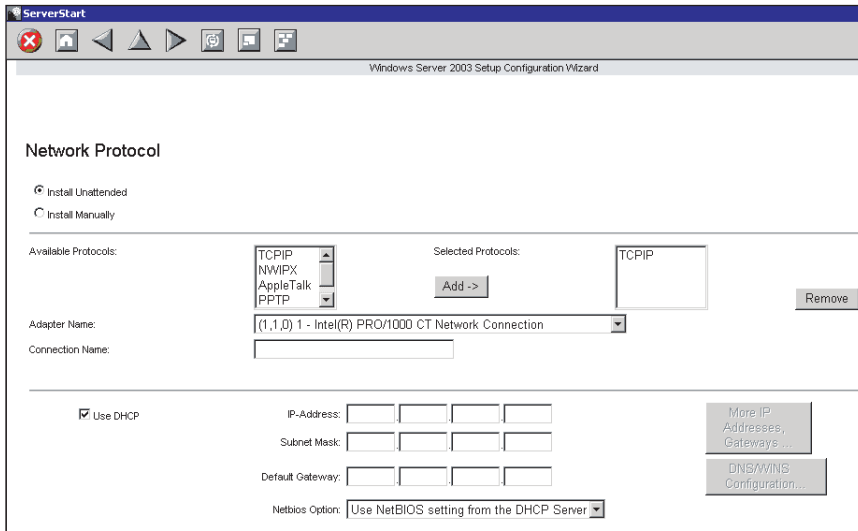 ServerStart
Windows Server 2003 Setup Configuration Wizard
Network Protocol
Install Unattended
Install Manually
Available Protocols:
TCPIP
NWIPX
AppleTalk
PPTP
Selected Protocols:
Add ->
TCPIP
Remove
Adapter Name:
(1,1,0) 1 - Intel(R) PRO/1000 CT Network Connection
Connection Name:
Use DHCP
IP-Address:
Subnet Mask:
Default Gateway:
Netbios Option:
Use NetBIOS setting from the DHCP Server
More IP
Addresses,
Gateways ...
DNS/WINS
Configuration...